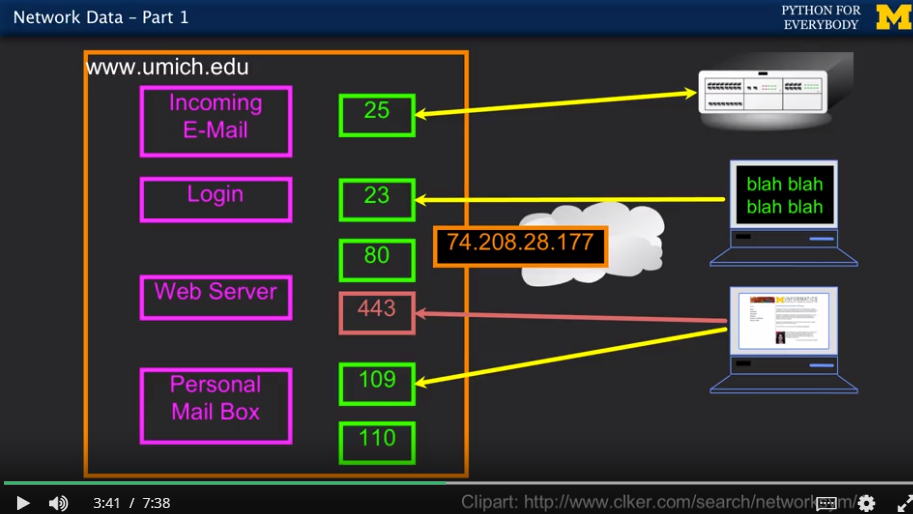 Network Data – Part 1
PYTHON FOR
EVERYBODY
www.umich.edu
Incoming
E-Mail
25
Login
23
blah blah
blah blah
74.208.28.177
80
Web Server
443
INFORMATICS
Personal
Mail Box
109
110
3:41 / 7:38
Clipart: http://www.clker.com/search/networksym/